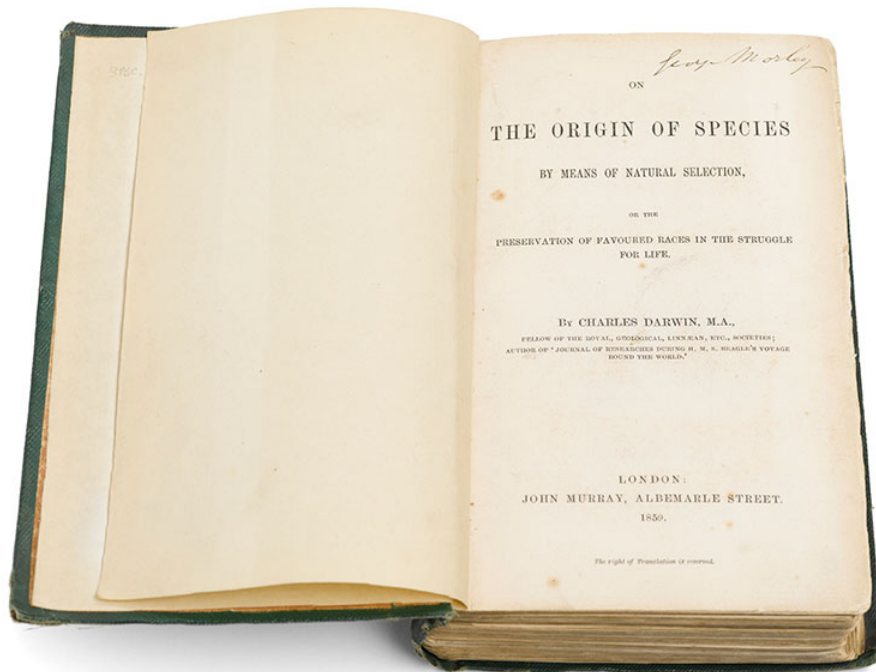 George Morley
ON
THE ORIGIN OF SPECIES
BY MEANS OF NATURAL SELECTION,
OR THE
PRESERVATION OF FAVOURED RACES IN THE STRUGGLE
FOR LIFE.
BY CHARLES DARWIN, M.A.,
FELLOW OF THE ROYAL, GEOLOGICAL, LINNÆAN, ETC., SOCIETIES;
AUTHOR OF 'JOURNAL OF RESEARCHES DURING H. M. S. BEAGLE'S VOYAGE
ROUND THE WORLD.'
LONDON:
JOHN MURRAY, ALBEMARLE STREET.
1859.
The right of Translation is reserved.